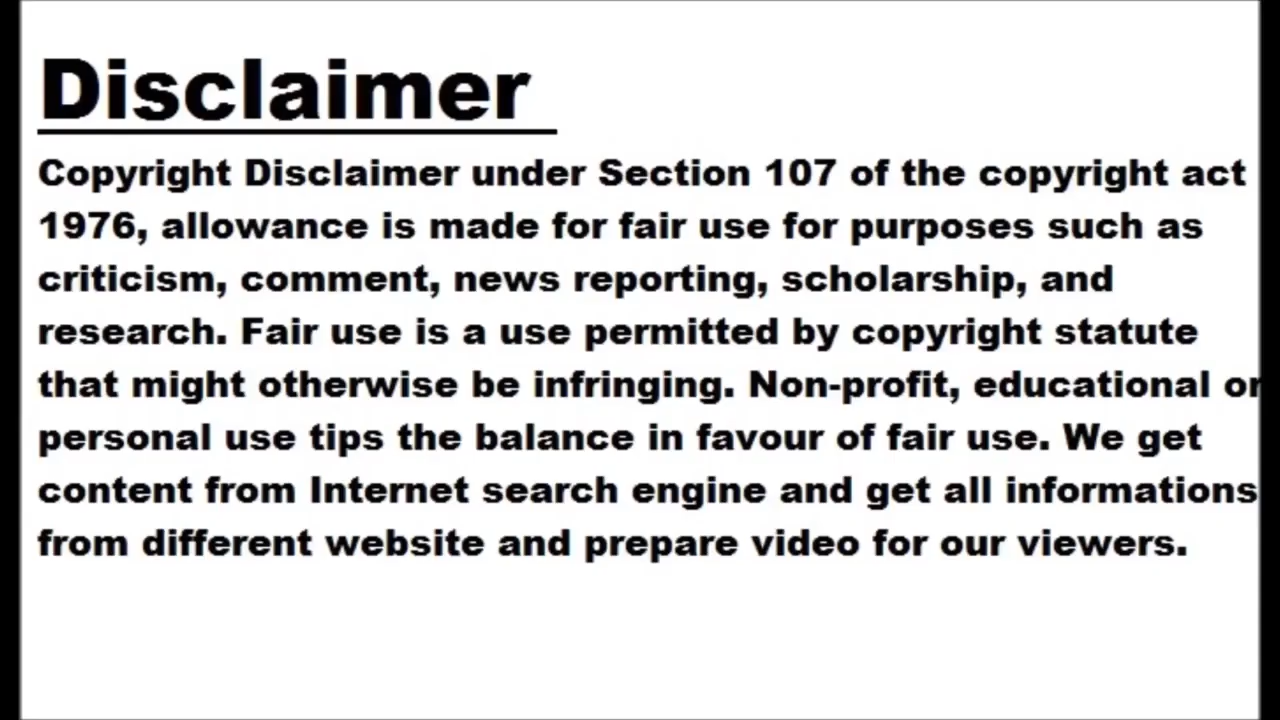 Disclaimer
Copyright Disclaimer under Section 107 of the copyright act
1976, allowance is made for fair use for purposes such as
criticism, comment, news reporting, scholarship, and
research. Fair use is a use permitted by copyright statute
that might otherwise be infringing. Non-profit, educational or
personal use tips the balance in favour of fair use. We get
content from Internet search engine and get all informations
from different website and prepare video for our viewers.